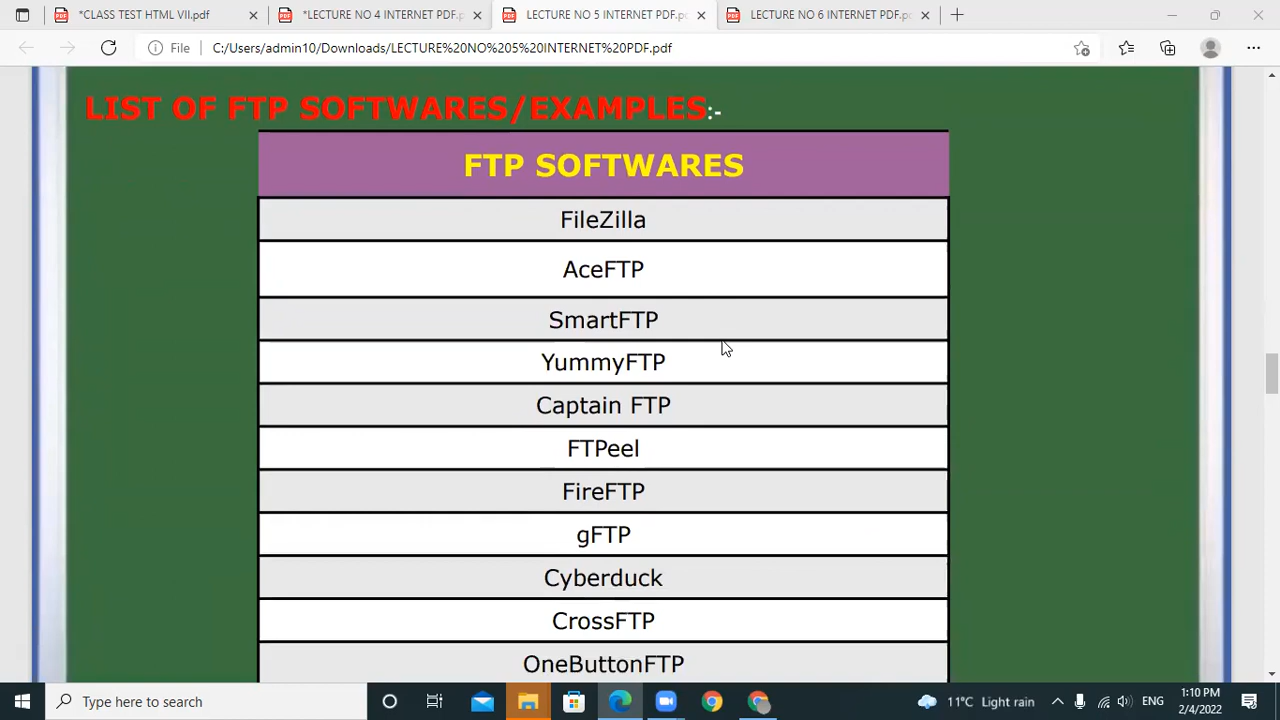 *CLASS TEST HTML VII.pdf
*LECTURE NO 4 INTERNET PDF.p
LECTURE NO 5 INTERNET PDF.p
LECTURE NO 6 INTERNET PDF.p
File
C:/Users/admin10/Downloads/LECTURE%20NO%205%20INTERNET%20PDF.pdf
LIST OF FTP SOFTWARES/EXAMPLES:-
FTP SOFTWARES
FileZilla
AceFTP
SmartFTP
YummyFTP
Captain FTP
FTPeel
FireFTP
gFTP
Cyberduck
CrossFTP
OneButtonFTP
Type here to search
11°C Light rain
ENG
1:10 PM
2/4/2022